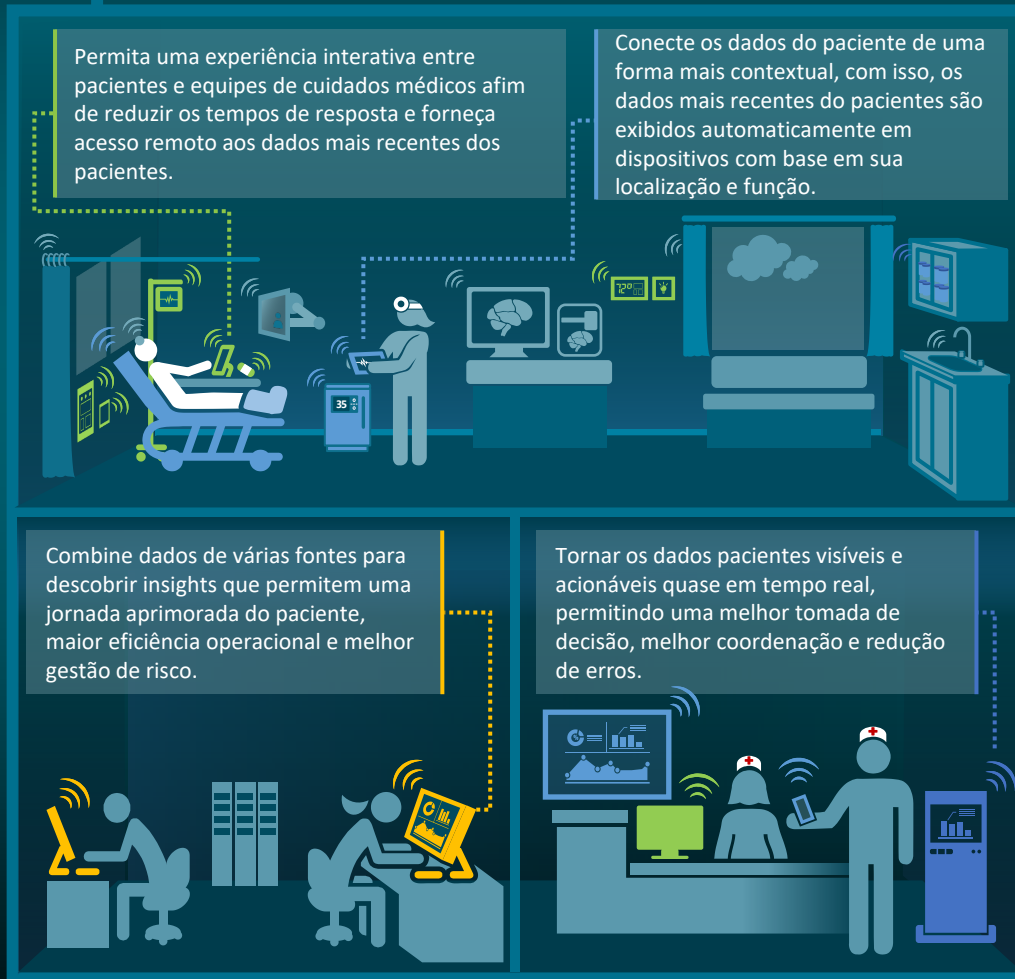 Permita uma experiência interativa entre
pacientes e equipes de cuidados médicos afim
de reduzir os tempos de resposta e forneça
acesso remoto aos dados mais recentes dos
pacientes.
Conecte os dados do paciente de uma
forma mais contextual, com isso, os
dados mais recentes do pacientes são
exibidos automaticamente em
dispositivos com base em sua
localização e função.
72º
35
Combine dados de várias fontes para
descobrir insights que permitem uma
jornada aprimorada do paciente,
maior eficiência operacional e melhor
gestão de risco.
Tornar os dados pacientes visíveis e
acionáveis quase em tempo real,
permitindo uma melhor tomada de
decisão, melhor coordenação e redução
de erros.